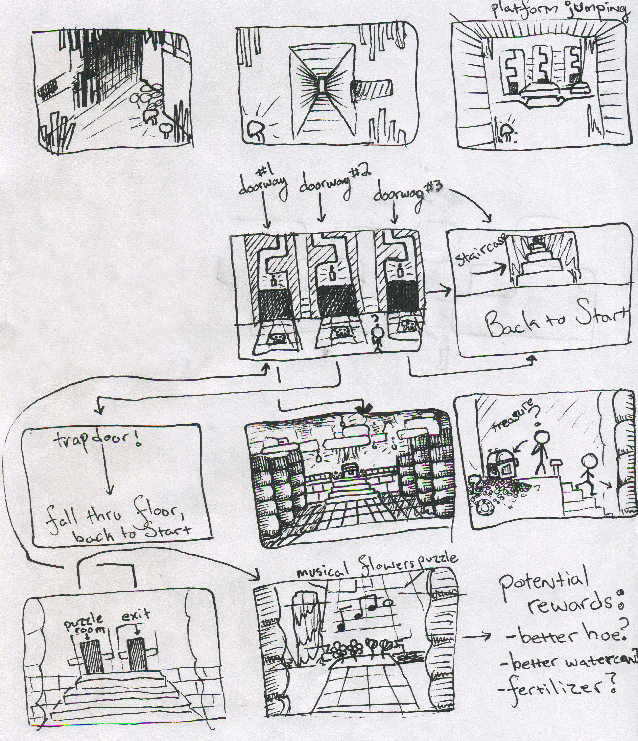 platform jumping
#1
doorway
doorway #2
doorway #3
?
staircase
Back to Start
trap door!
fall thru floor,
back to Start
treasure?
musical flowers puzzle
puzzle
room
exit
Potential
rewards:
-better hoe?
-better watercan?
-fertilizer?